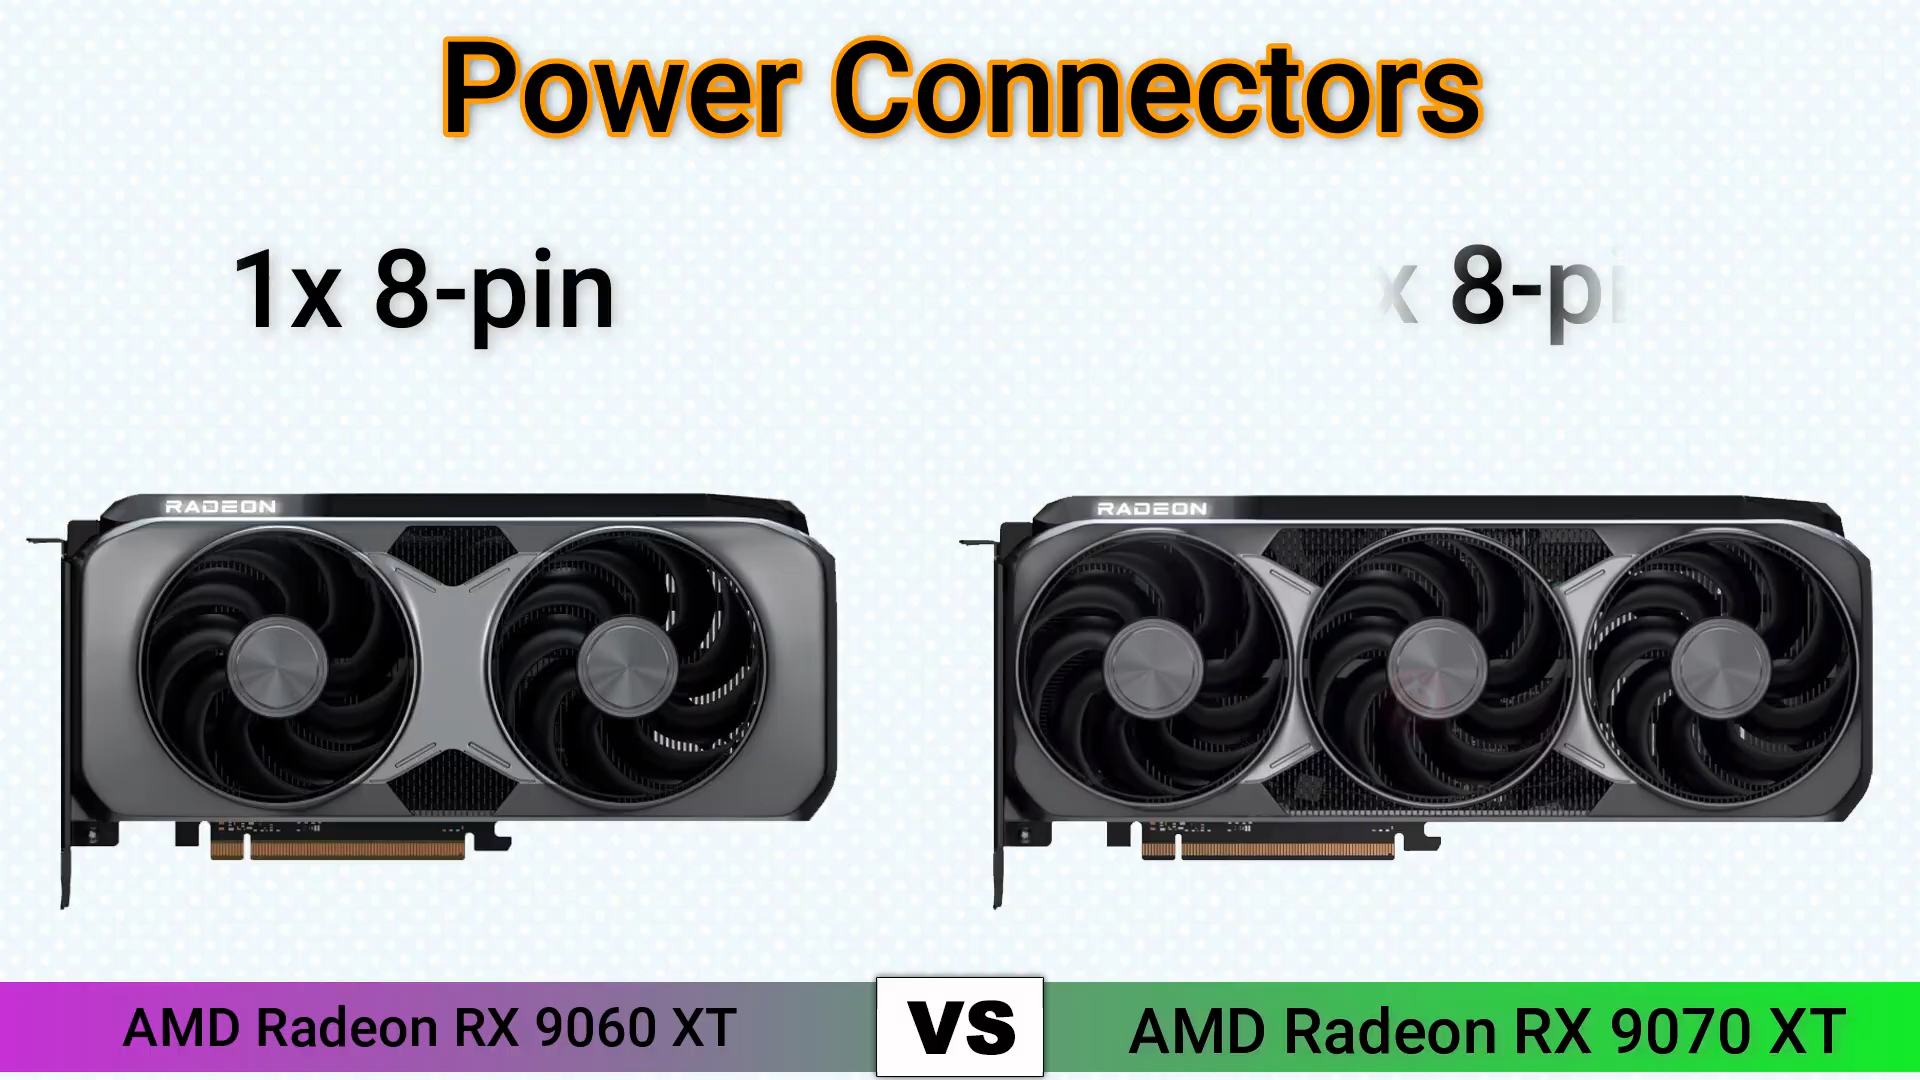 Power Connectors
1x 8-pin
x 8-pi
RADEON
RADEON
AMD Radeon RX 9060 XT
VS
AMD Radeon RX 9070 XT